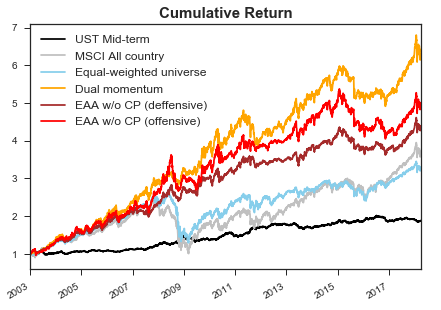 Cumulative Return
7
6
5
4
3
2
1
UST Mid-term
MSCI All country
Equal-weighted universe
Dual momentum
EAA w/o CP (deffensive)
EAA w/o CP (offensive)
2003
2005
2007
2009
2011
2013
2015
2017